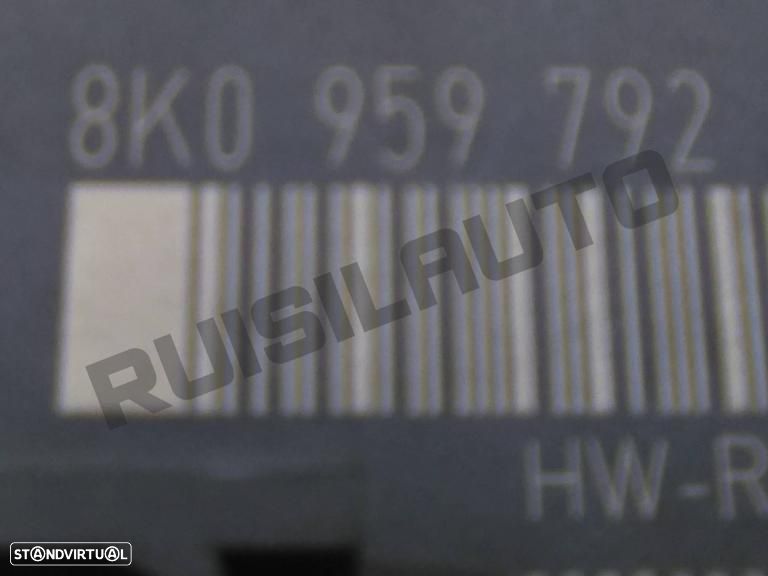 8K0 959 792
RUISILAUTO
HW-R
STANDVIRTUAL